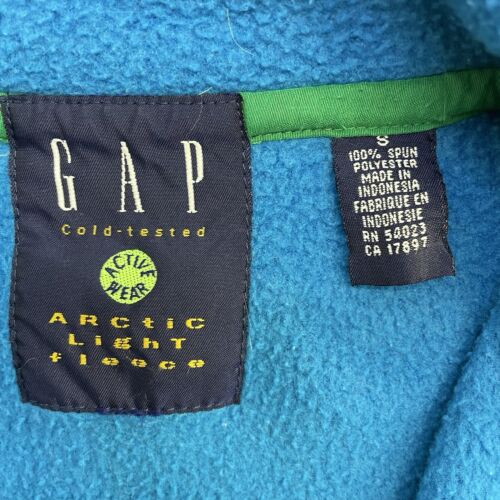 GAP
Cold-tested
ACTIVE
WEAR
ARCtiC
LighT
fleece
S
100% SPUN
POLYESTER
MADE IN
INDONESIA
FABRIQUE EN
INDONESIE
RN 54023
CA 17897